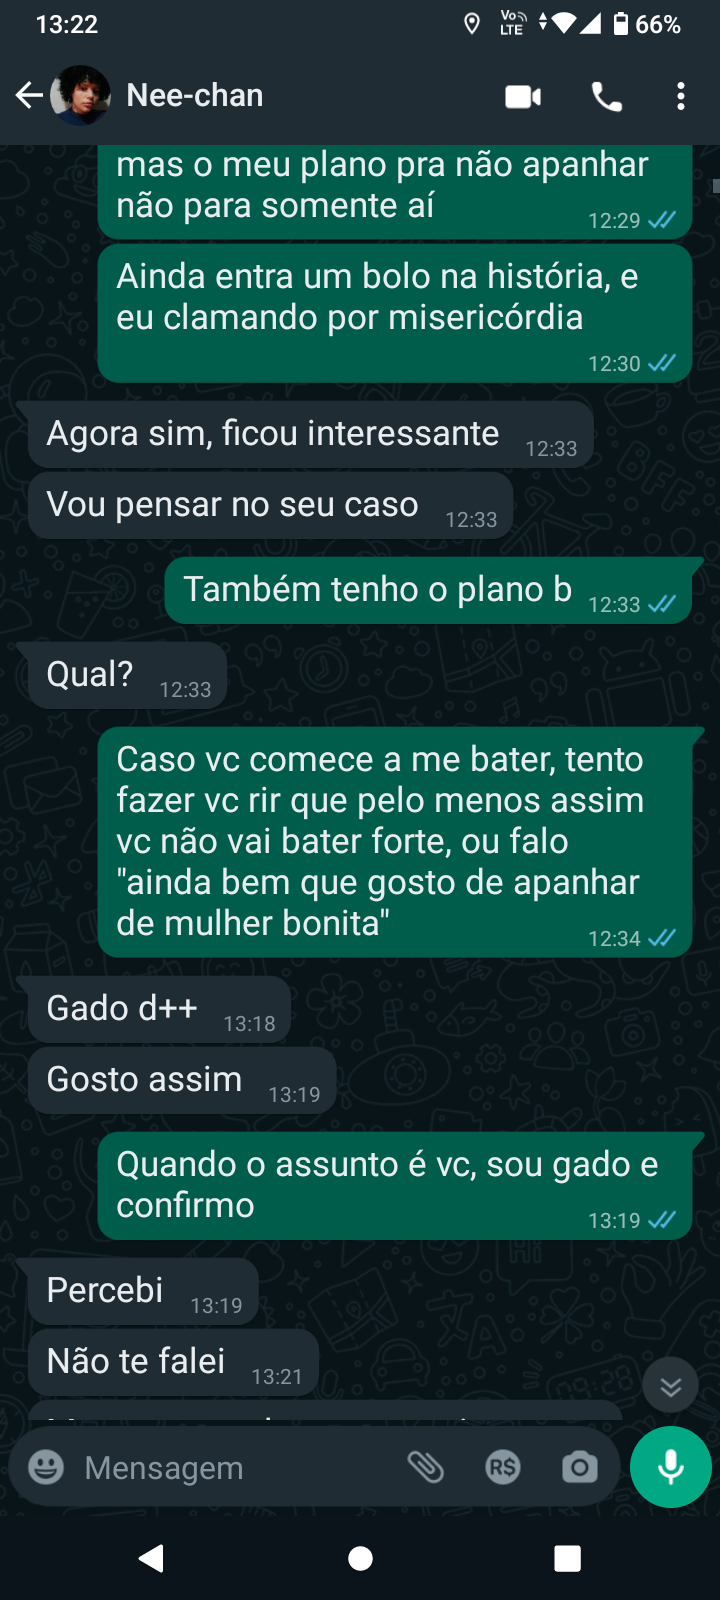 13:22
Vo
LTE
66%
Nee-chan
mas o meu plano pra não apanhar
não para somente aí
12:29
Ainda entra um bolo na história, e
eu clamando por misericórdia
12:30
Agora sim, ficou interessante
12:33
Vou pensar no seu caso
12:33
Também tenho o plano b
12:33
Qual?
12:33
Caso vc comece a me bater, tento
fazer vc rir que pelo menos assim
vc não vai bater forte, ou falo
"ainda bem que gosto de apanhar
de mulher bonita"
12:34
Gado d++
13:18
Gosto assim
13:19
Quando o assunto é vc, sou gado e
confirmo
13:19
Percebi
13:19
Não te falei
13:21
Mensagem
R$